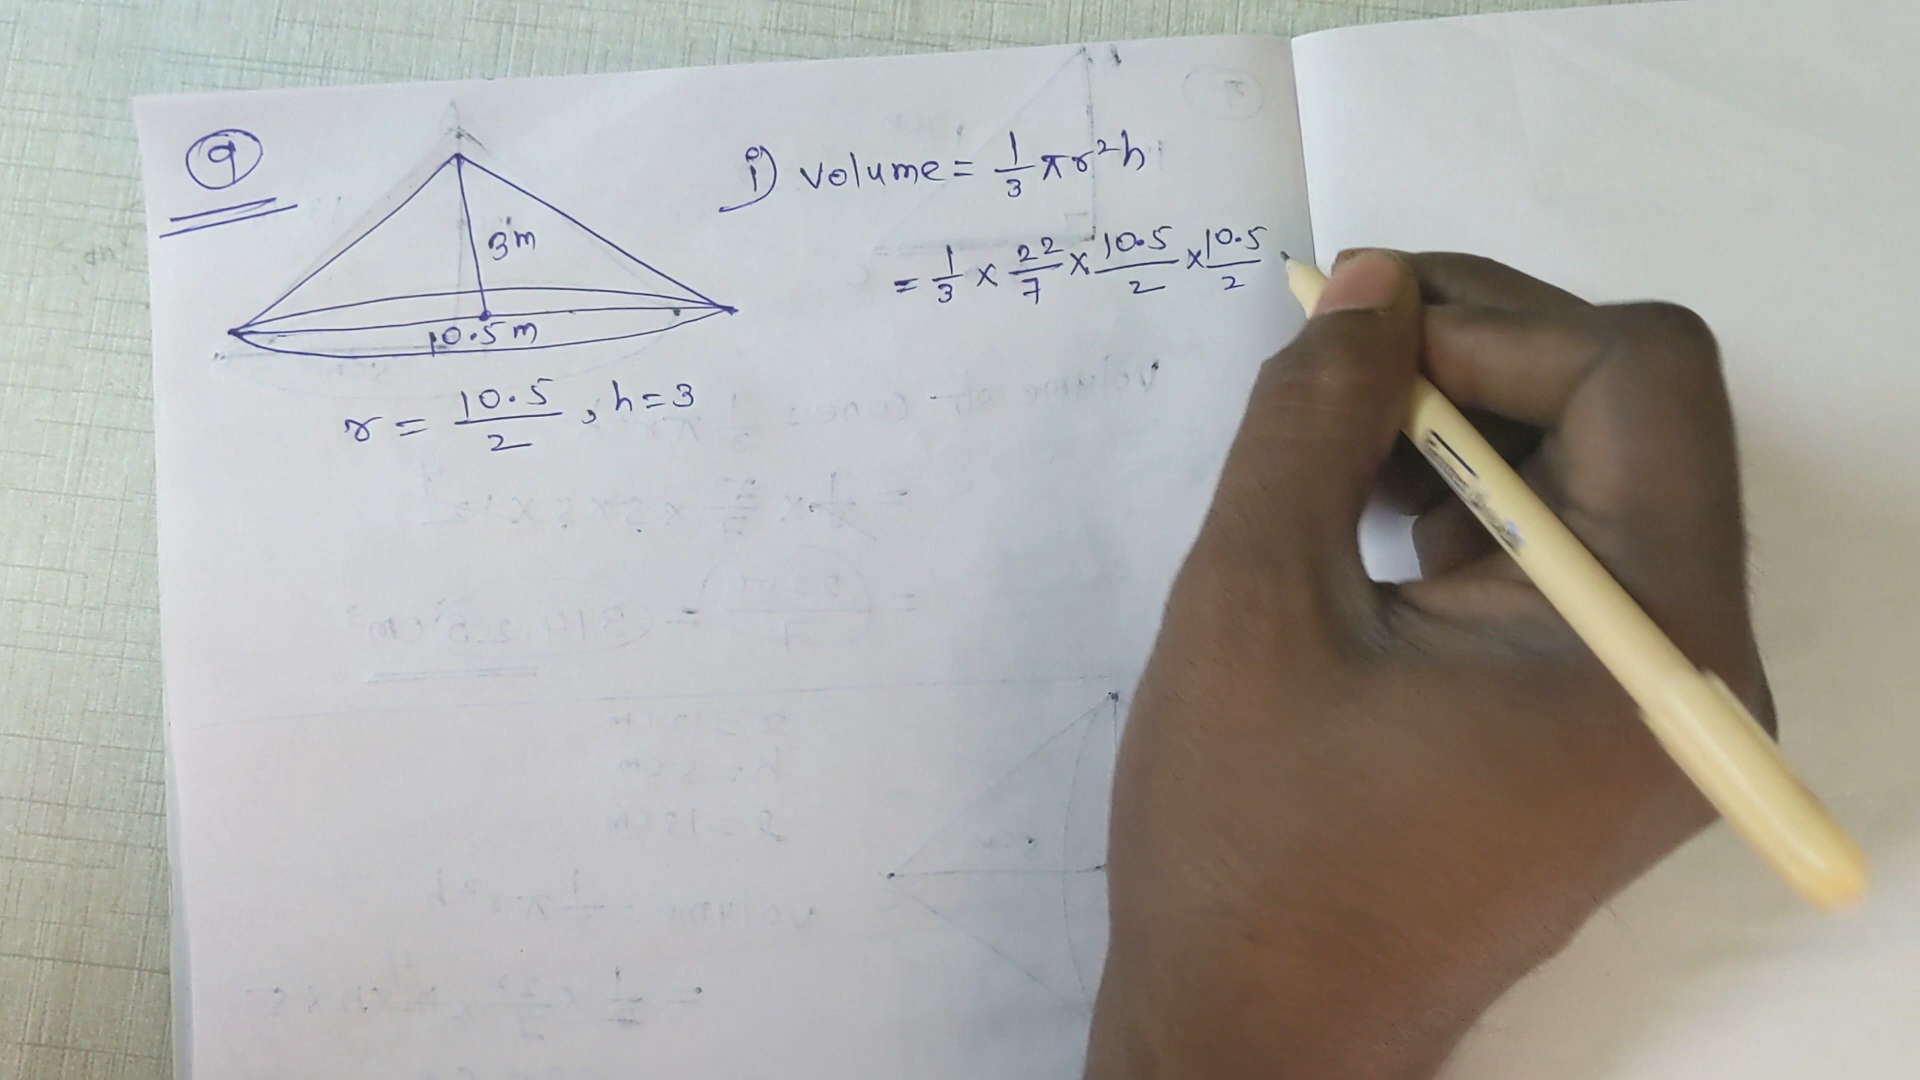 9
3m
10.5m
r = 10.5/2, h=3
i) volume = 1/3 πr²h
= 1/3 × 22/7 × 10.5/2 × 10.5/2